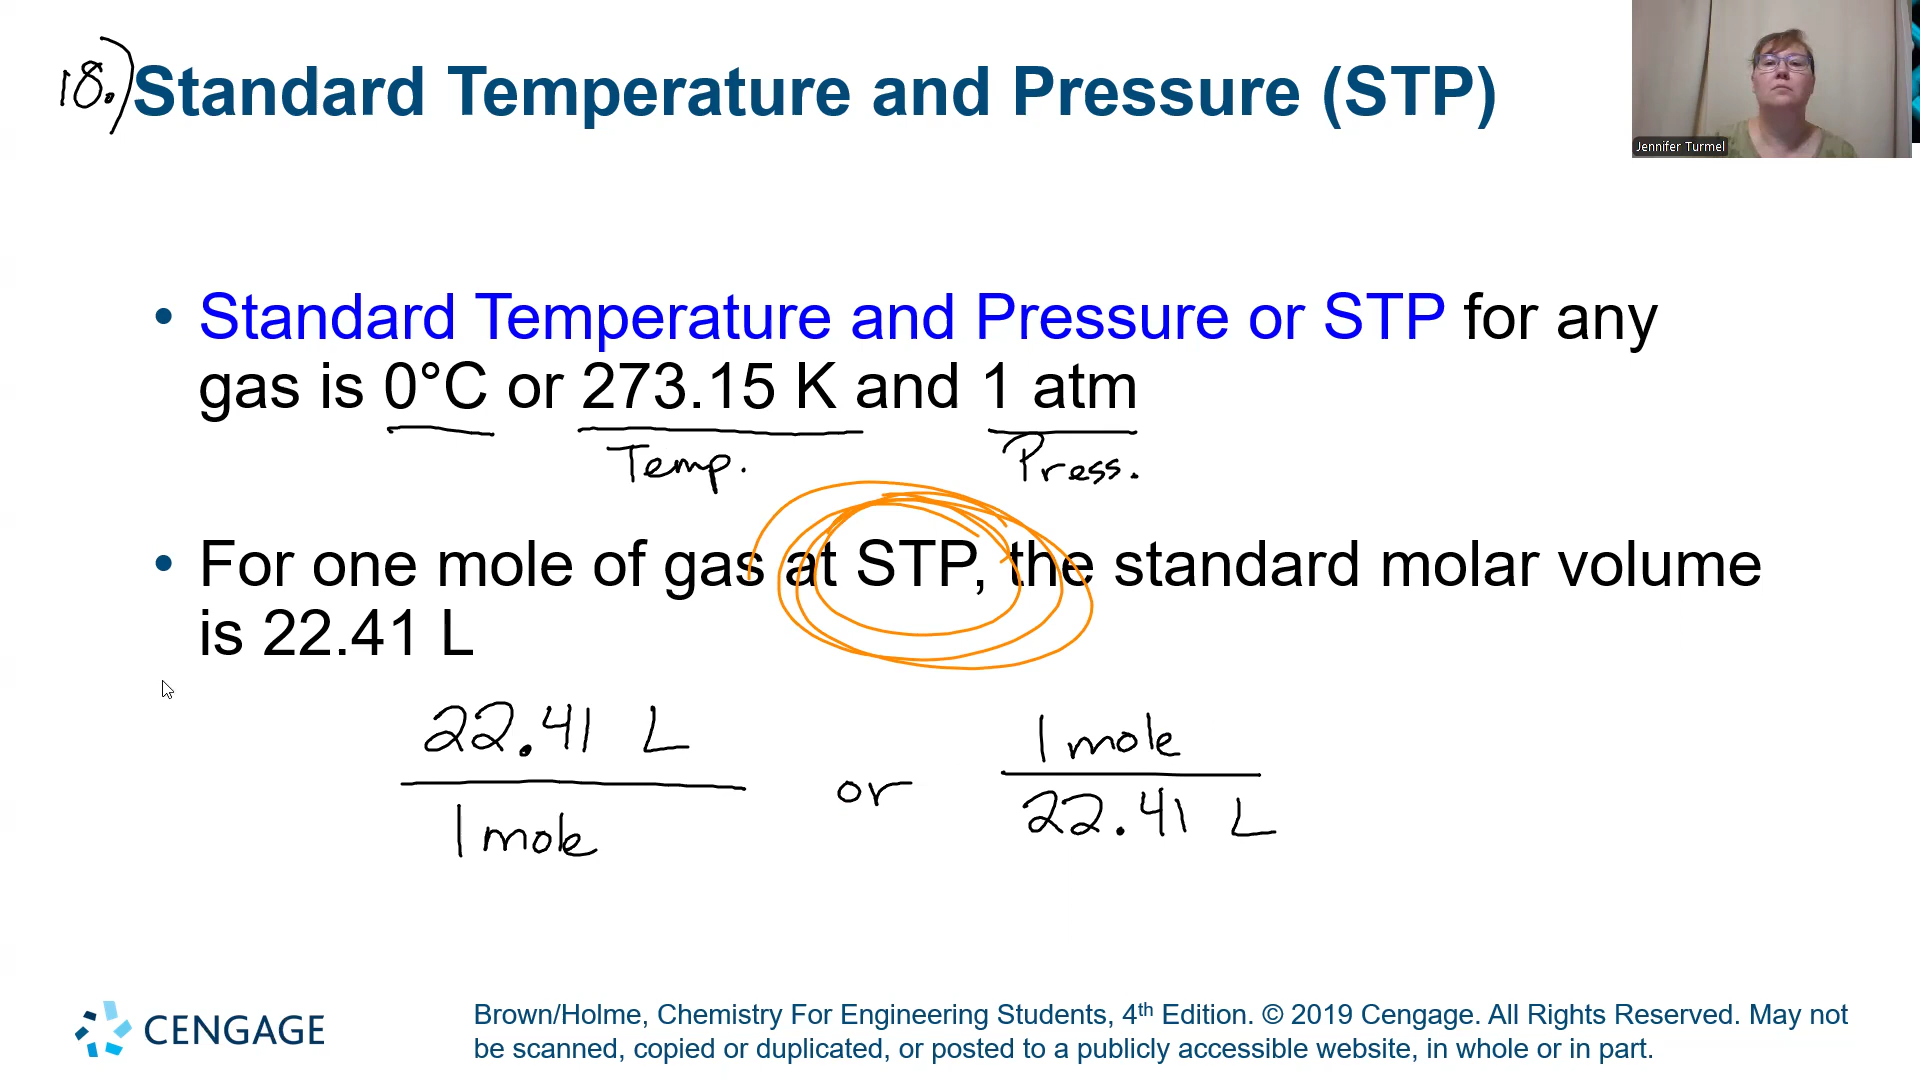 18.) Standard Temperature and Pressure (STP)
Jennifer Turmel
• Standard Temperature and Pressure or STP for any
gas is 0°C or 273.15 K and 1 atm
Temp. Press.
• For one mole of gas at STP, the standard molar volume
is 22.41 L
22.41 L
1 mole
or
1 mole
22.41 L
CENGAGE
Brown/Holme, Chemistry For Engineering Students, 4th Edition. © 2019 Cengage. All Rights Reserved. May not
be scanned, copied or duplicated, or posted to a publicly accessible website, in whole or in part.